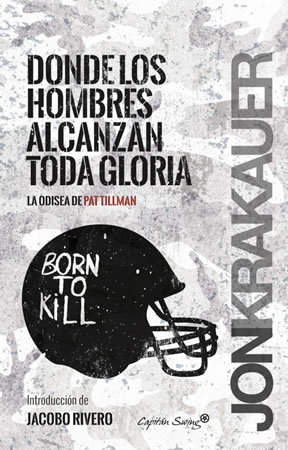 DONDE LOS
HOMBRES
ALCANZAN
TODA GLORIA
LA ODISEA DE PAT TILLMAN
JON KRAKAUER
BORN
TO
KILL
Introducción de
JACOBO RIVERO
Capitán Swing